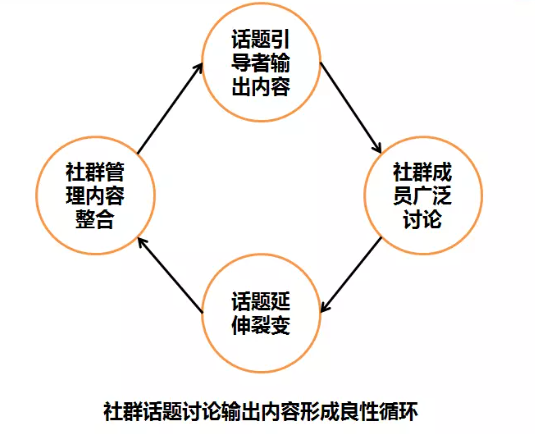 话题引
导者输
出内容
社群管
理内容
整合
社群成
员广泛
讨论
话题延
伸裂变
社群话题讨论输出内容形成良性循环